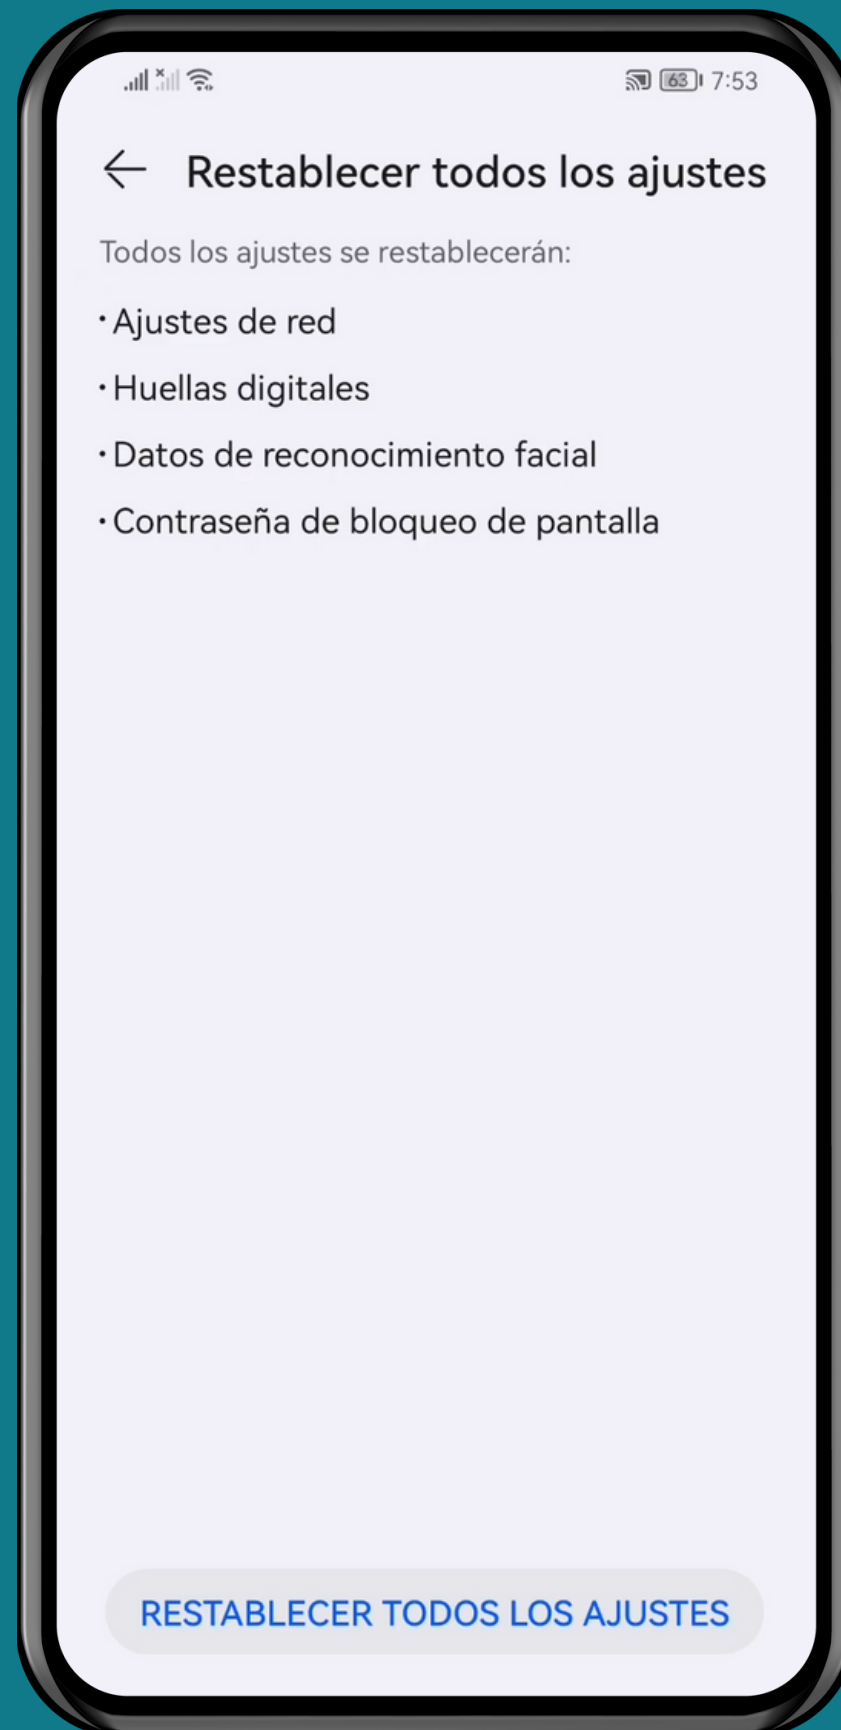 63 7:53
Restablecer todos los ajustes
Todos los ajustes se restablecerán:
· Ajustes de red
· Huellas digitales
· Datos de reconocimiento facial
· Contraseña de bloqueo de pantalla
RESTABLECER TODOS LOS AJUSTES